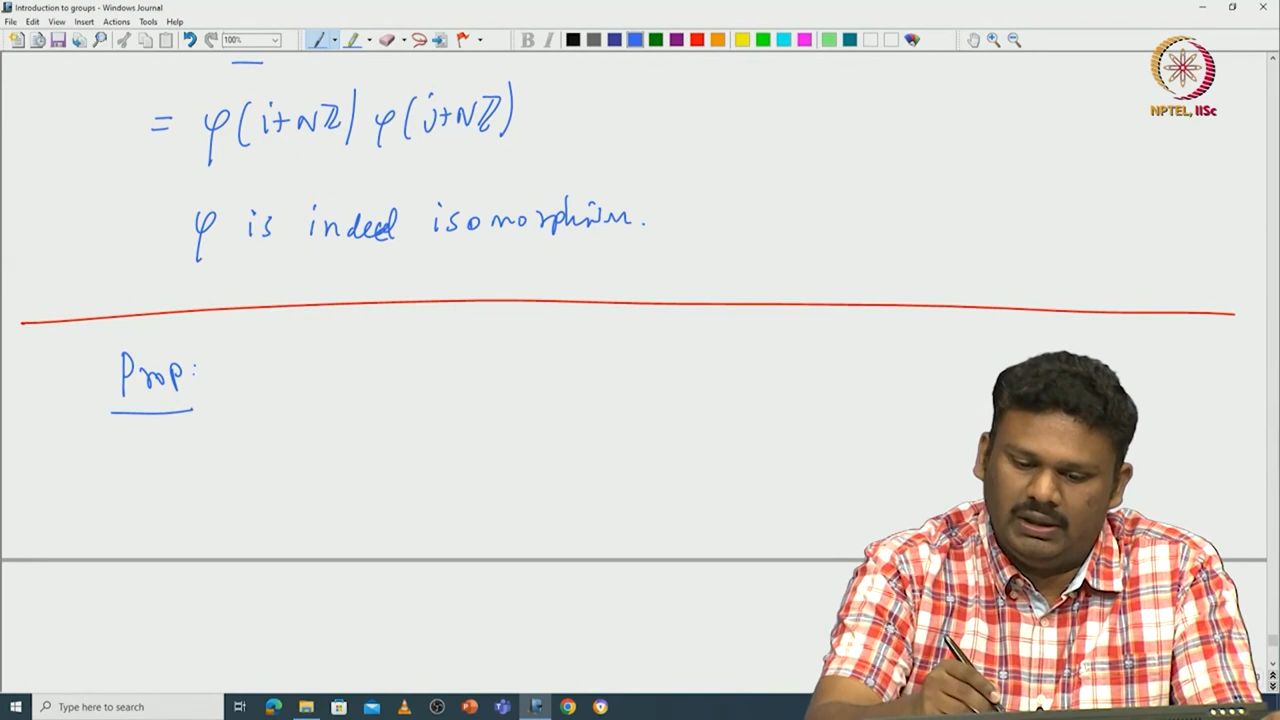 Introduction to groups - Windows Journal
File Edit View Insert Actions Tools Help
100%
B I
NPTEL, IISc
= φ(i+Nℤ) φ(j+Nℤ)
φ is indeed isomorphism.
Prop:
Type here to search